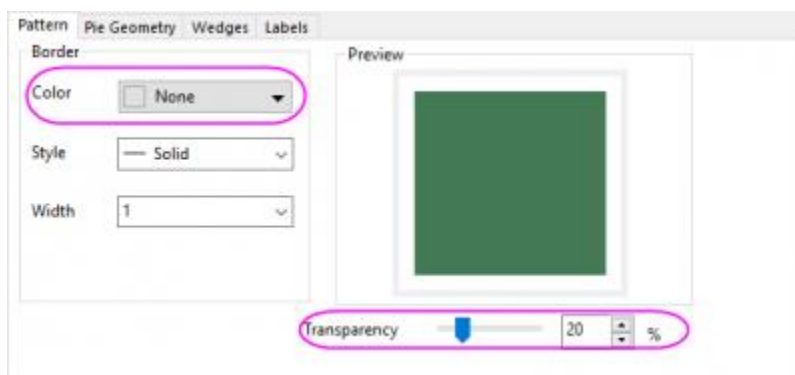 Pattern Pie Geometry Wedges Labels
Border
Preview
Color None
Style Solid
Width 1
Transparency 20 %